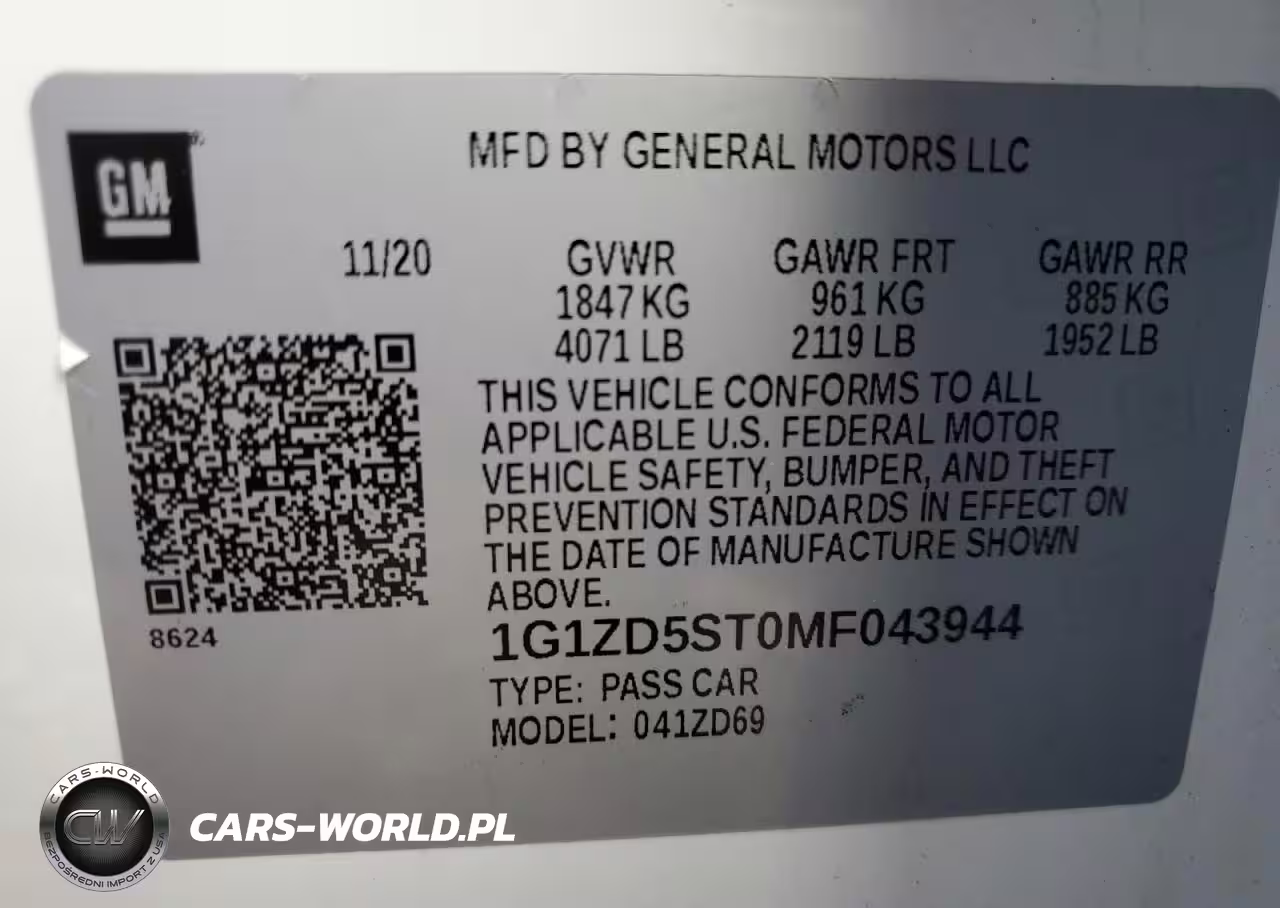 GM
MFD BY GENERAL MOTORS LLC
11/20 GVWR GAWR FRT GAWR RR
1847 KG 961 KG 885 KG
4071 LB 2119 LB 1952 LB
THIS VEHICLE CONFORMS TO ALL
APPLICABLE U.S. FEDERAL MOTOR
VEHICLE SAFETY, BUMPER, AND THEFT
PREVENTION STANDARDS IN EFFECT ON
THE DATE OF MANUFACTURE SHOWN
ABOVE.
8624
1G1ZD5ST0MF043944
TYPE: PASS CAR
MODEL: 041ZD69
CARS-WORLD
CW
BEZPOŚREDNI IMPORT Z USA
CARS-WORLD.PL